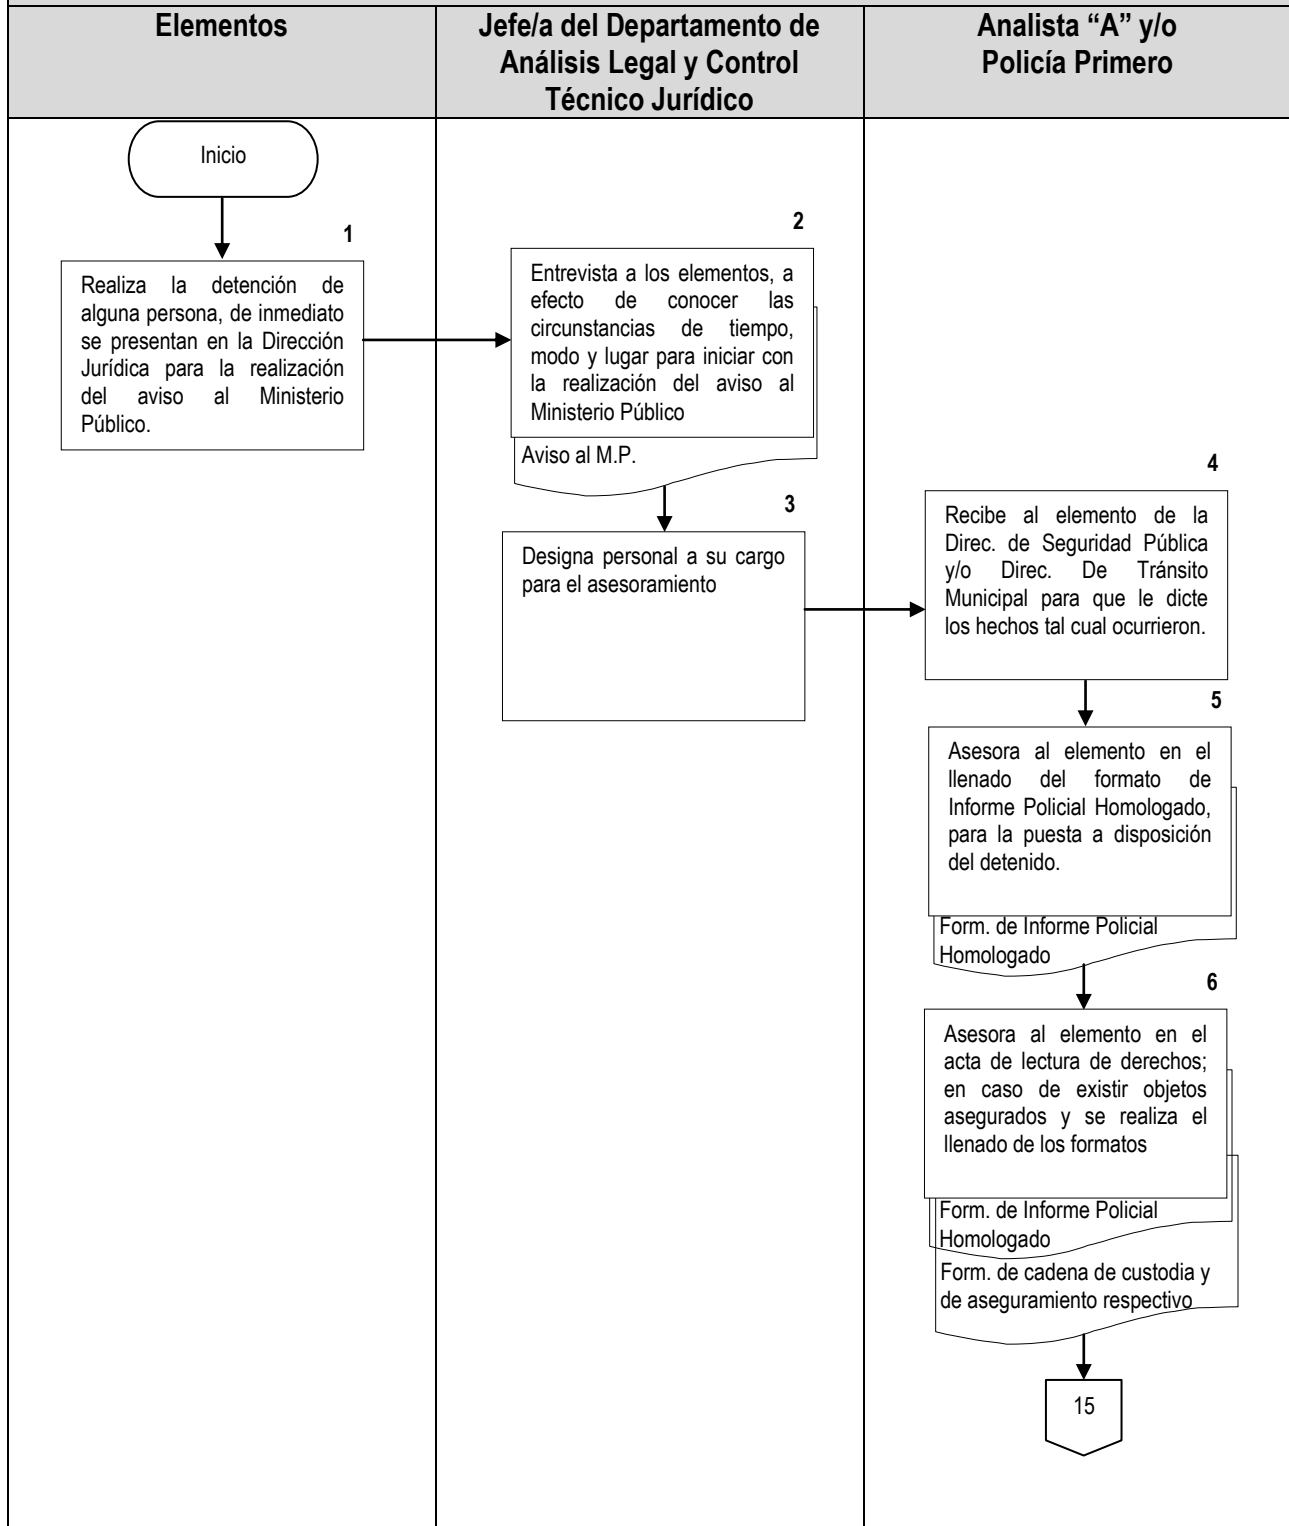 Elementos
Jefe/a del Departamento de
Análisis Legal y Control
Técnico Jurídico
Analista “A” y/o
Policía Primero
Inicio
1
Realiza la detención de
alguna persona, de inmediato
se presentan en la Dirección
Jurídica para la realización
del aviso al Ministerio
Público.
2
Entrevista a los elementos, a
efecto de conocer las
circunstancias de tiempo,
modo y lugar para iniciar con
la realización del aviso al
Ministerio Público
Aviso al M.P.
3
Designa personal a su cargo
para el asesoramiento
4
Recibe al elemento de la
Direc. de Seguridad Pública
y/o Direc. De Tránsito
Municipal para que le dicte
los hechos tal cual ocurrieron.
5
Asesora al elemento en el
llenado del formato de
Informe Policial Homologado,
para la puesta a disposición
del detenido.
Form. de Informe Policial
Homologado
6
Asesora al elemento en el
acta de lectura de derechos;
en caso de existir objetos
asegurados y se realiza el
llenado de los formatos
Form. de Informe Policial
Homologado
Form. de cadena de custodia y
de aseguramiento respectivo
15